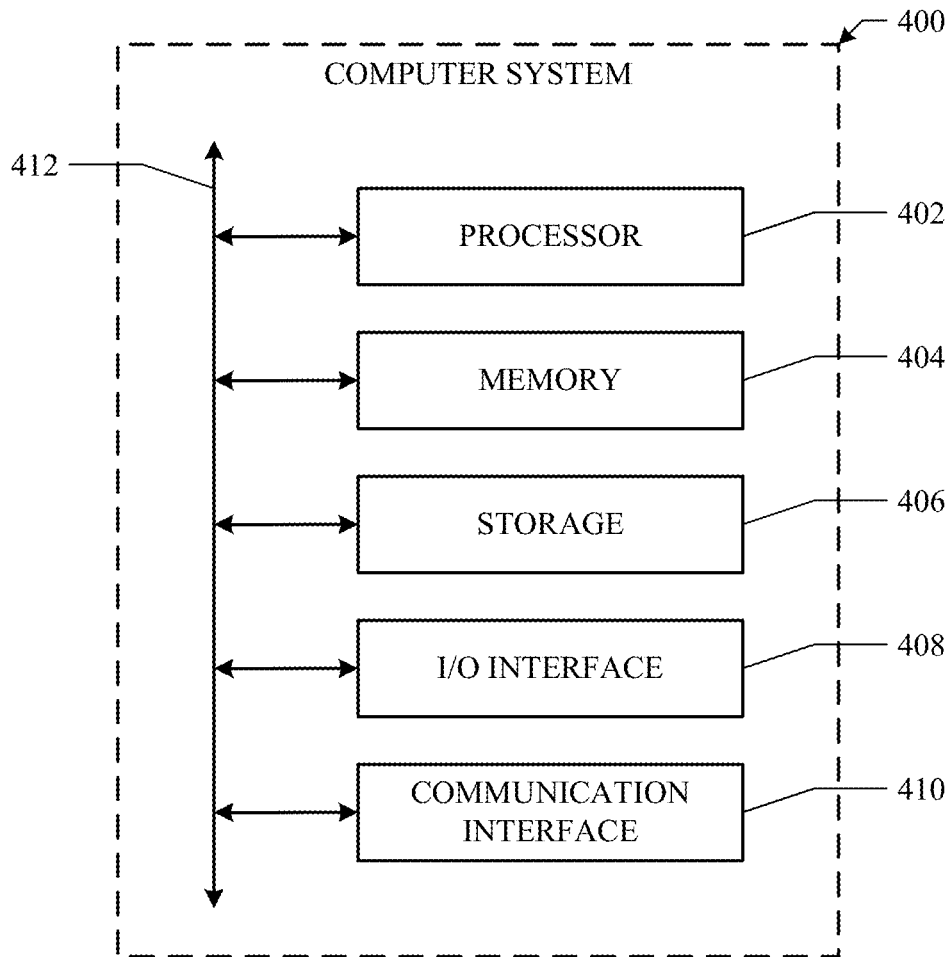 400
COMPUTER SYSTEM
412
PROCESSOR
402
MEMORY
404
STORAGE
406
I/O INTERFACE
408
COMMUNICATION
INTERFACE
410